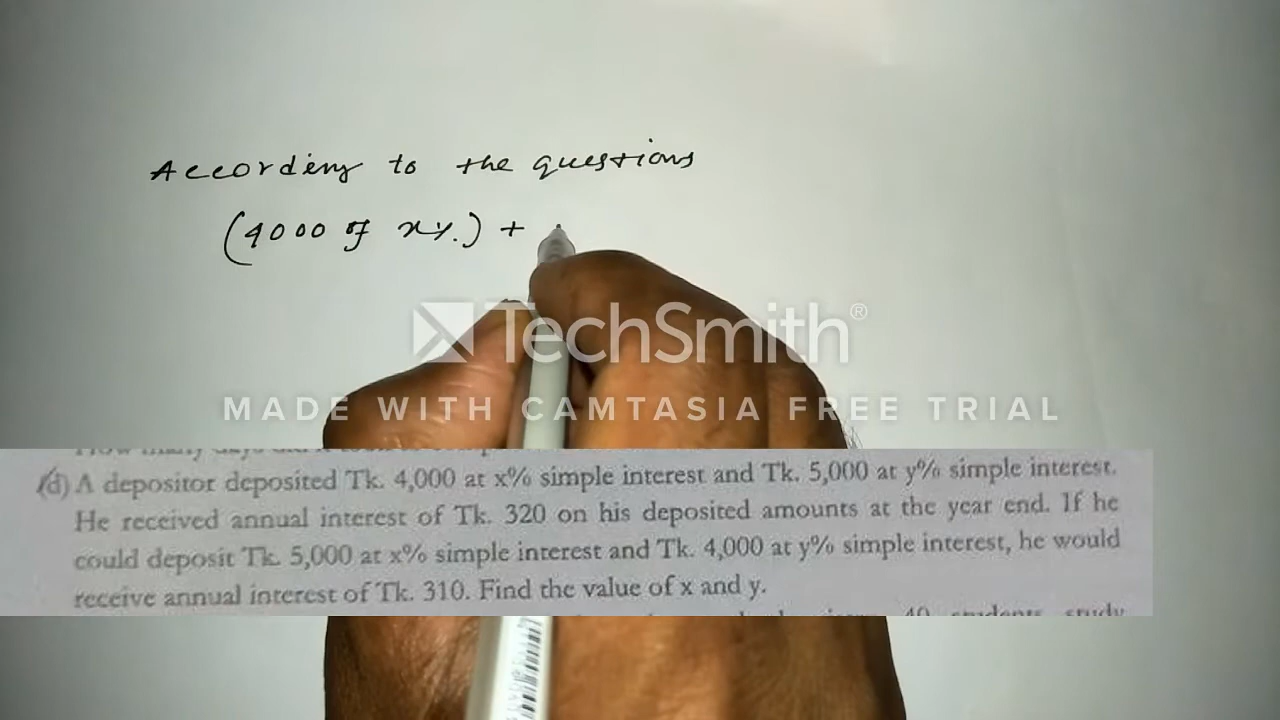 According to the questions
(4000 of x%) +
TechSmith®
MADE WITH CAMTASIA FREE TRIAL
(d) A depositor deposited Tk. 4,000 at x% simple interest and Tk. 5,000 at y% simple interest.
He received annual interest of Tk. 320 on his deposited amounts at the year end. If he
could deposit Tk. 5,000 at x% simple interest and Tk. 4,000 at y% simple interest, he would
receive annual interest of Tk. 310. Find the value of x and y.
40 students study